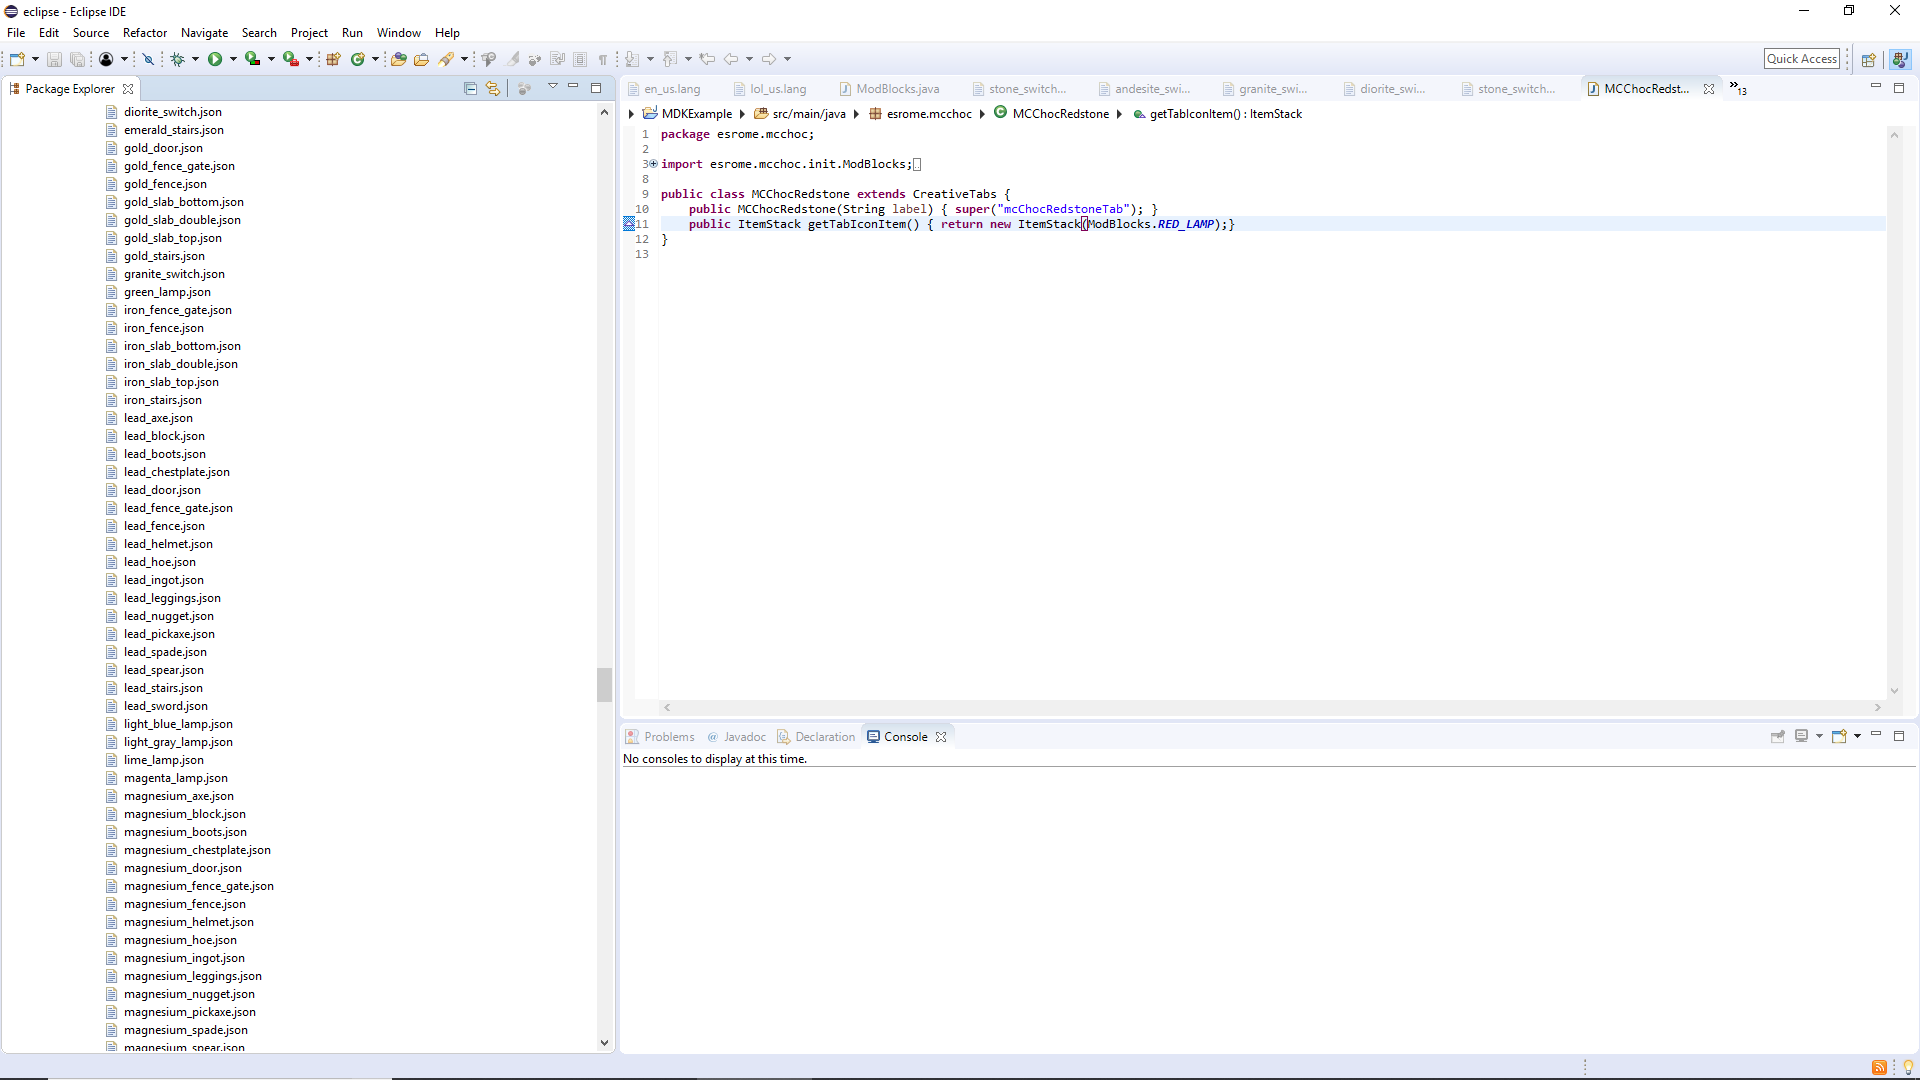 eclipse - Eclipse IDE
File Edit Source Refactor Navigate Search Project Run Window Help
Quick Access
Package Explorer
diorite_switch.json
emerald_stairs.json
gold_door.json
gold_fence_gate.json
gold_fence.json
gold_slab_bottom.json
gold_slab_double.json
gold_slab_top.json
gold_stairs.json
granite_switch.json
green_lamp.json
iron_fence_gate.json
iron_fence.json
iron_slab_bottom.json
iron_slab_double.json
iron_slab_top.json
iron_stairs.json
lead_axe.json
lead_block.json
lead_boots.json
lead_chestplate.json
lead_door.json
lead_fence_gate.json
lead_fence.json
lead_helmet.json
lead_hoe.json
lead_ingot.json
lead_leggings.json
lead_nugget.json
lead_pickaxe.json
lead_spade.json
lead_spear.json
lead_stairs.json
lead_sword.json
light_blue_lamp.json
light_gray_lamp.json
lime_lamp.json
magenta_lamp.json
magnesium_axe.json
magnesium_block.json
magnesium_boots.json
magnesium_chestplate.json
magnesium_door.json
magnesium_fence_gate.json
magnesium_fence.json
magnesium_helmet.json
magnesium_hoe.json
magnesium_ingot.json
magnesium_leggings.json
magnesium_nugget.json
magnesium_pickaxe.json
magnesium_spade.json
magnesium_spear.json
en_us.lang lol_us.lang ModBlocks.java stone_switch... andesite_swi... granite_swi... diorite_swi... stone_switch... MCChocRedst... »13
MDKExample src/main/java esrome.mcchoc MCChocRedstone getTabIconItem() : ItemStack
1 package esrome.mcchoc;
2
3 import esrome.mcchoc.init.ModBlocks;
8
9 public class MCChocRedstone extends CreativeTabs {
10 public MCChocRedstone(String label) { super("mcChocRedstoneTab"); }
11 public ItemStack getTabIconItem() { return new ItemStack(ModBlocks.RED_LAMP);}
12 }
13
Problems @ Javadoc Declaration Console
No consoles to display at this time.